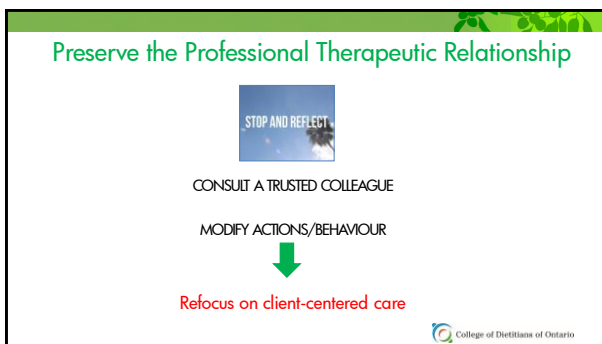 Preserve the Professional Therapeutic Relationship
STOP AND REFLECT
CONSULT A TRUSTED COLLEAGUE
MODIFY ACTIONS/BEHAVIOUR
Refocus on client-centered care
College of Dietitians of Ontario